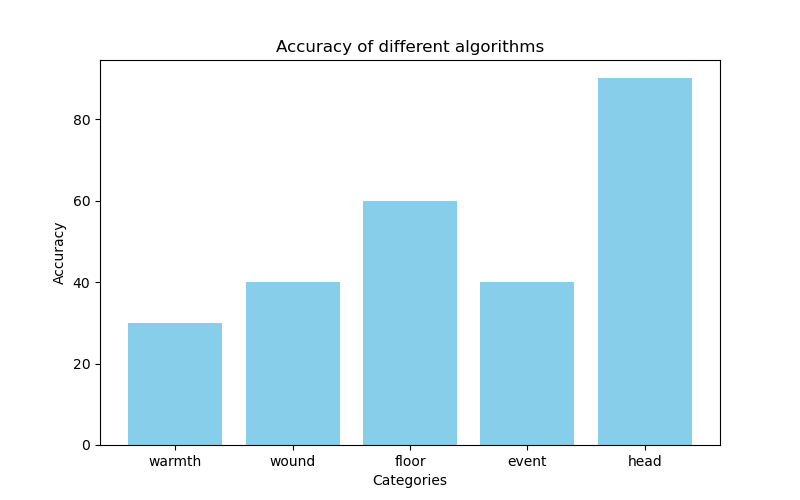 Accuracy of different algorithms
80
60
40
20
0
Accuracy
warmth wound floor event head
Categories